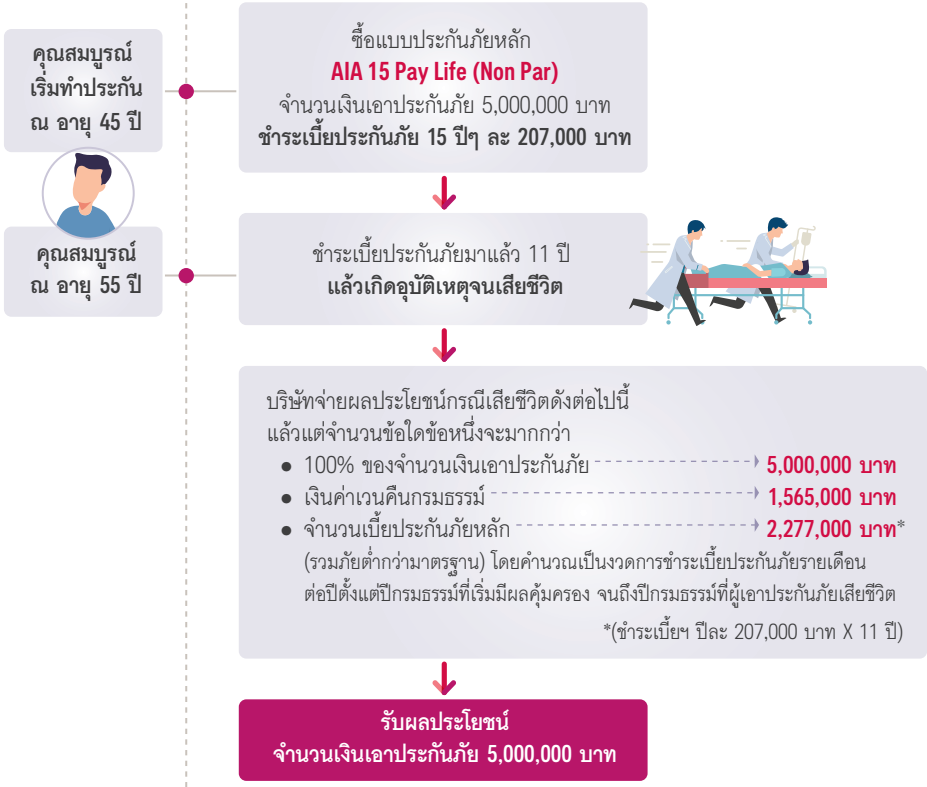 คุณสมบูรณ์
เริ่มทำประกัน
ณ อายุ 45 ปี
ซื้อแบบประกันภัยหลัก
AIA 15 Pay Life (Non Par)
จำนวนเงินเอาประกันภัย 5,000,000 บาท
ชำระเบี้ยประกันภัย 15 ปีๆ ละ 207,000 บาท
คุณสมบูรณ์
ณ อายุ 55 ปี
ชำระเบี้ยประกันภัยมาแล้ว 11 ปี
แล้วเกิดอุบัติเหตุจนเสียชีวิต
บริษัทจ่ายผลประโยชน์กรณีเสียชีวิตดังต่อไปนี้
แล้วแต่จำนวนข้อใดข้อหนึ่งจะมากกว่า
● 100% ของจำนวนเงินเอาประกันภัย 5,000,000 บาท
● เงินค่าเวนคืนกรมธรรม์ 1,565,000 บาท
● จำนวนเบี้ยประกันภัยหลัก 2,277,000 บาท*
(รวมภัยต่ำกว่ามาตรฐาน) โดยคำนวณเป็นงวดการชำระเบี้ยประกันภัยรายเดือน
ต่อปีตั้งแต่ปีกรมธรรม์ที่เริ่มมีผลคุ้มครอง จนถึงปีกรมธรรม์ที่ผู้เอาประกันภัยเสียชีวิต
*(ชำระเบี้ยฯ ปีละ 207,000 บาท X 11 ปี)
รับผลประโยชน์
จำนวนเงินเอาประกันภัย 5,000,000 บาท